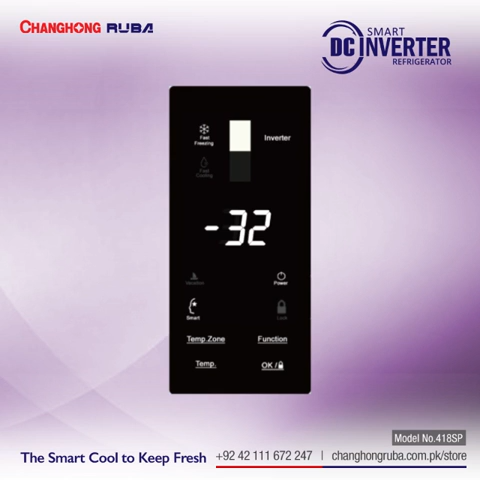 CHANGHONG RUBA
SMART
DC INVERTER
REFRIGERATOR
Fast
Freezing
Inverter
Fast
Cooling
-32
Vacation
Power
Smart
Lock
Temp.Zone
Function
Temp.
OK /
Model No.418SP
The Smart Cool to Keep Fresh
+92 42 111 672 247 | changhongruba.com.pk/store